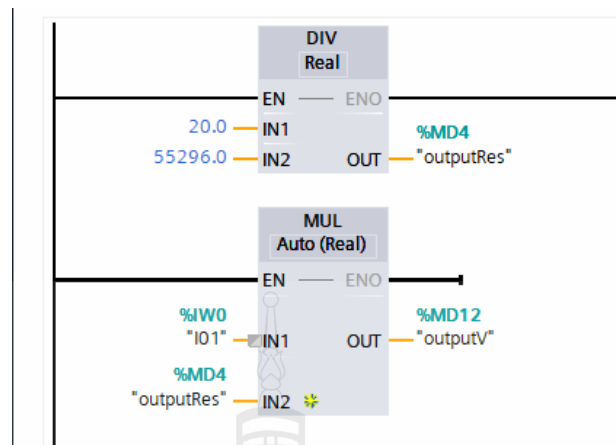 DIV
Real
EN ENO
20.0 IN1 %MD4
55296.0 IN2 OUT "outputRes"
MUL
Auto (Real)
EN ENO
%IW0 %MD12
"I01" IN1 OUT "outputV"
%MD4
"outputRes" IN2